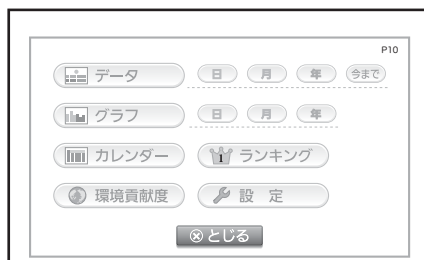 P10
データ 日 月 年 今まで
グラフ 日 月 年
カレンダー 1 ランキング
環境貢献度 設 定
とじる